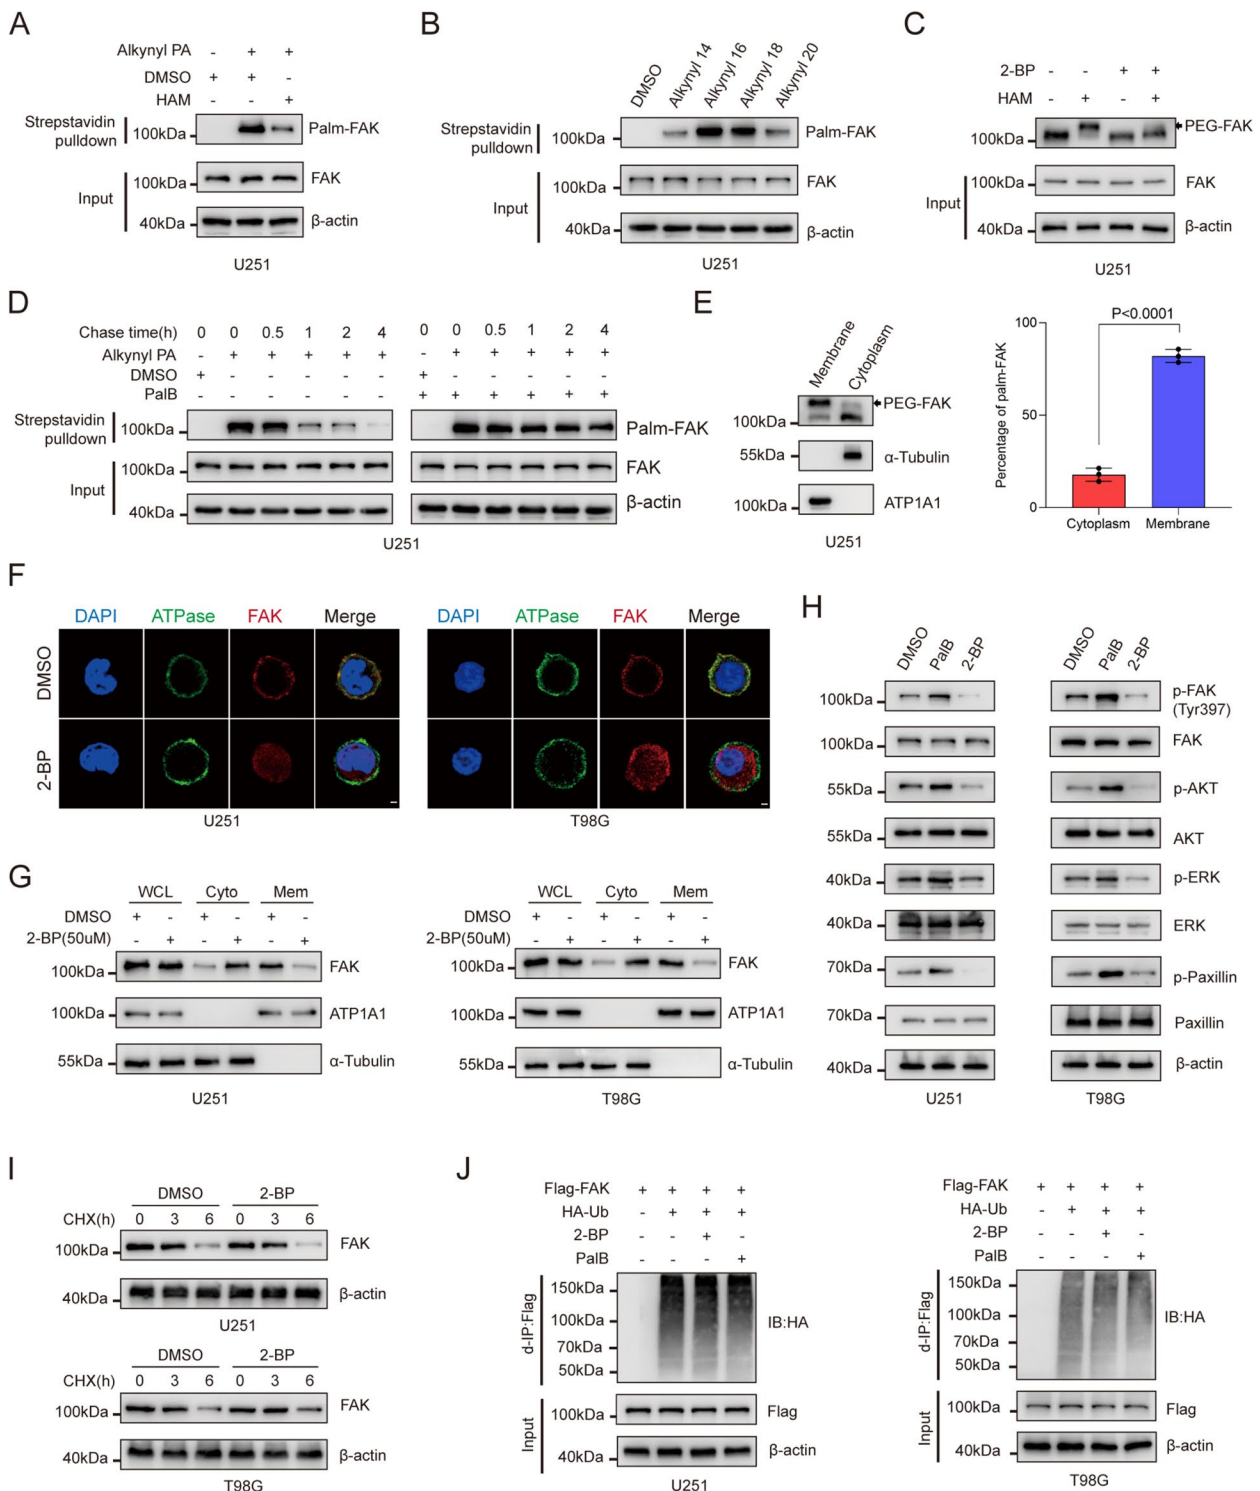 A
Alkynyl PA - + +
DMSO + + -
HAM - - +
Strepstavidin
pulldown
100kDa
Palm-FAK
Input
100kDa
FAK
40kDa
β-actin
U251
B
DMSO
Alkynyl 14
Alkynyl 16
Alkynyl 18
Alkynyl 20
Strepstavidin
pulldown
100kDa
Palm-FAK
Input
100kDa
FAK
40kDa
β-actin
U251
C
2-BP - - + +
HAM - + - +
100kDa
PEG-FAK
Input
100kDa
FAK
40kDa
β-actin
U251
D
Chase time(h) 0 0 0.5 1 2 4 0 0 0.5 1 2 4
Alkynyl PA - + + + + + - + + + + +
DMSO + - - - - - + - - - - -
PalB - - - - - - + + + + + +
Strepstavidin
pulldown
100kDa
100kDa
Palm-FAK
Input
100kDa
100kDa
FAK
40kDa
40kDa
β-actin
U251
E
Membrane
Cytoplasm
100kDa
PEG-FAK
55kDa
α-Tubulin
100kDa
ATP1A1
U251
P<0.0001
Percentage of palm-FAK
100
50
0
Cytoplasm
Membrane
F
DAPI ATPase FAK Merge
DAPI ATPase FAK Merge
DMSO
2-BP
U251
T98G
G
WCL Cyto Mem
DMSO + - + - + -
2-BP(50uM) - + - + - +
100kDa
FAK
100kDa
ATP1A1
55kDa
α-Tubulin
U251
WCL Cyto Mem
DMSO + - + - + -
2-BP(50uM) - + - + - +
100kDa
FAK
100kDa
ATP1A1
55kDa
α-Tubulin
T98G
H
DMSO
PalB
2-BP
DMSO
PalB
2-BP
100kDa
p-FAK
(Tyr397)
100kDa
FAK
55kDa
p-AKT
55kDa
AKT
40kDa
p-ERK
40kDa
ERK
70kDa
p-Paxillin
70kDa
Paxillin
40kDa
β-actin
U251
T98G
I
DMSO 2-BP
CHX(h) 0 3 6 0 3 6
100kDa
FAK
40kDa
β-actin
U251
DMSO 2-BP
CHX(h) 0 3 6 0 3 6
100kDa
FAK
40kDa
β-actin
T98G
J
Flag-FAK + + + +
HA-Ub - + + +
2-BP - - + -
PalB - - - +
d-IP:Flag
150kDa
100kDa
70kDa
50kDa
IB:HA
Input
100kDa
Flag
40kDa
β-actin
U251
Flag-FAK + + + +
HA-Ub - + + +
2-BP - - + -
PalB - - - +
d-IP:Flag
150kDa
100kDa
70kDa
50kDa
IB:HA
Input
100kDa
Flag
40kDa
β-actin
T98G